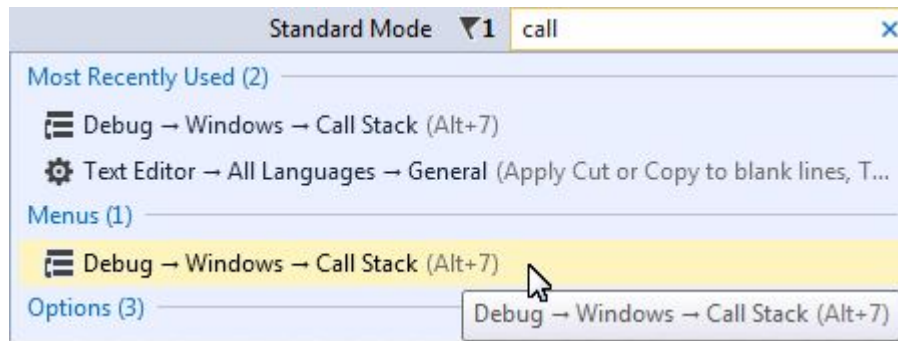 Standard Mode 1 call
Most Recently Used (2)
Debug → Windows → Call Stack (Alt+7)
Text Editor → All Languages → General (Apply Cut or Copy to blank lines, T...
Menus (1)
Debug → Windows → Call Stack (Alt+7)
Options (3)
Debug → Windows → Call Stack (Alt+7)